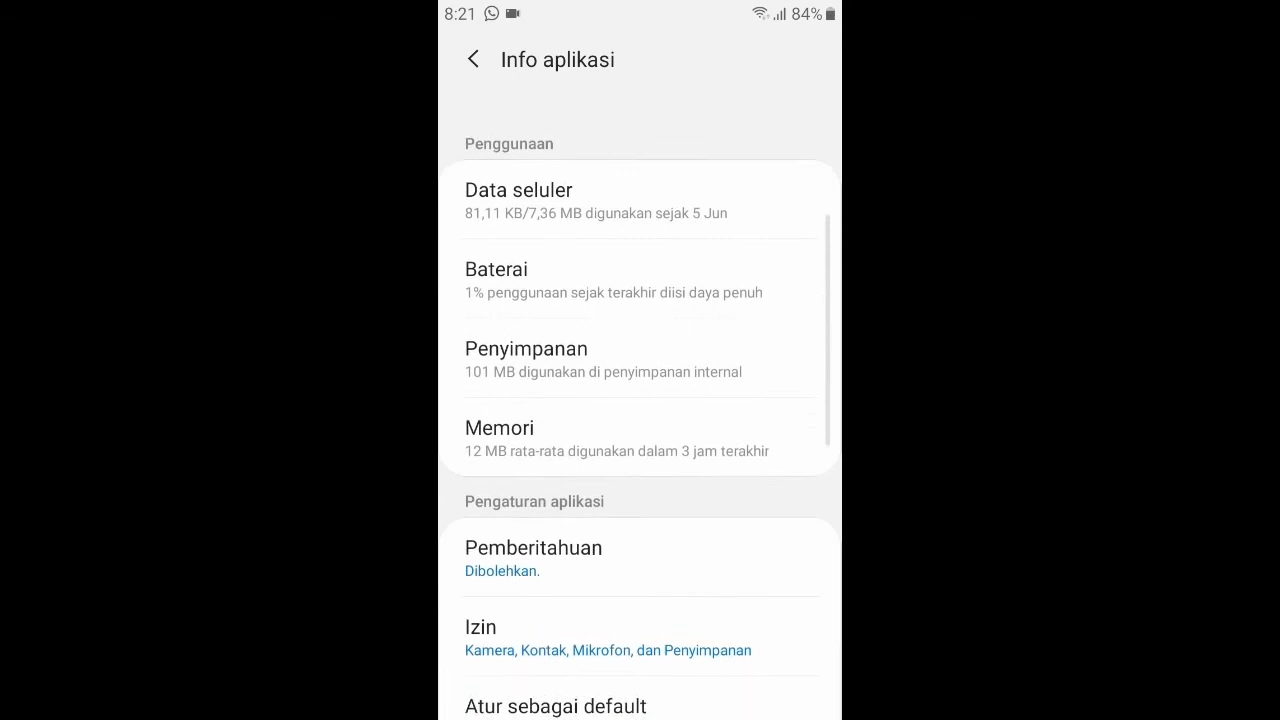 8:21 84%
Info aplikasi
Penggunaan
Data seluler
81,11 KB/7,36 MB digunakan sejak 5 Jun
Baterai
1% penggunaan sejak terakhir diisi daya penuh
Penyimpanan
101 MB digunakan di penyimpanan internal
Memori
12 MB rata-rata digunakan dalam 3 jam terakhir
Pengaturan aplikasi
Pemberitahuan
Dibolehkan.
Izin
Kamera, Kontak, Mikrofon, dan Penyimpanan
Atur sebagai default